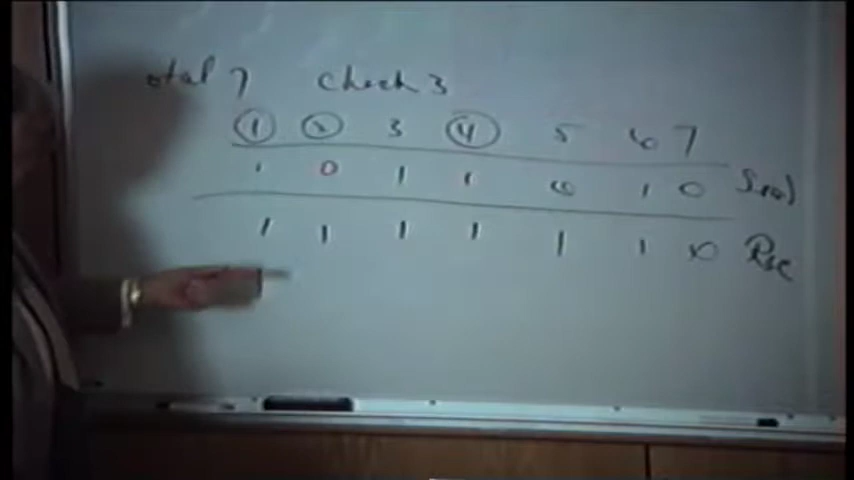 otal 7 check 3
1 2 3 4 5 6 7
1 0 1 1 0 1 0 Send
1 1 1 1 1 1 0 Rec